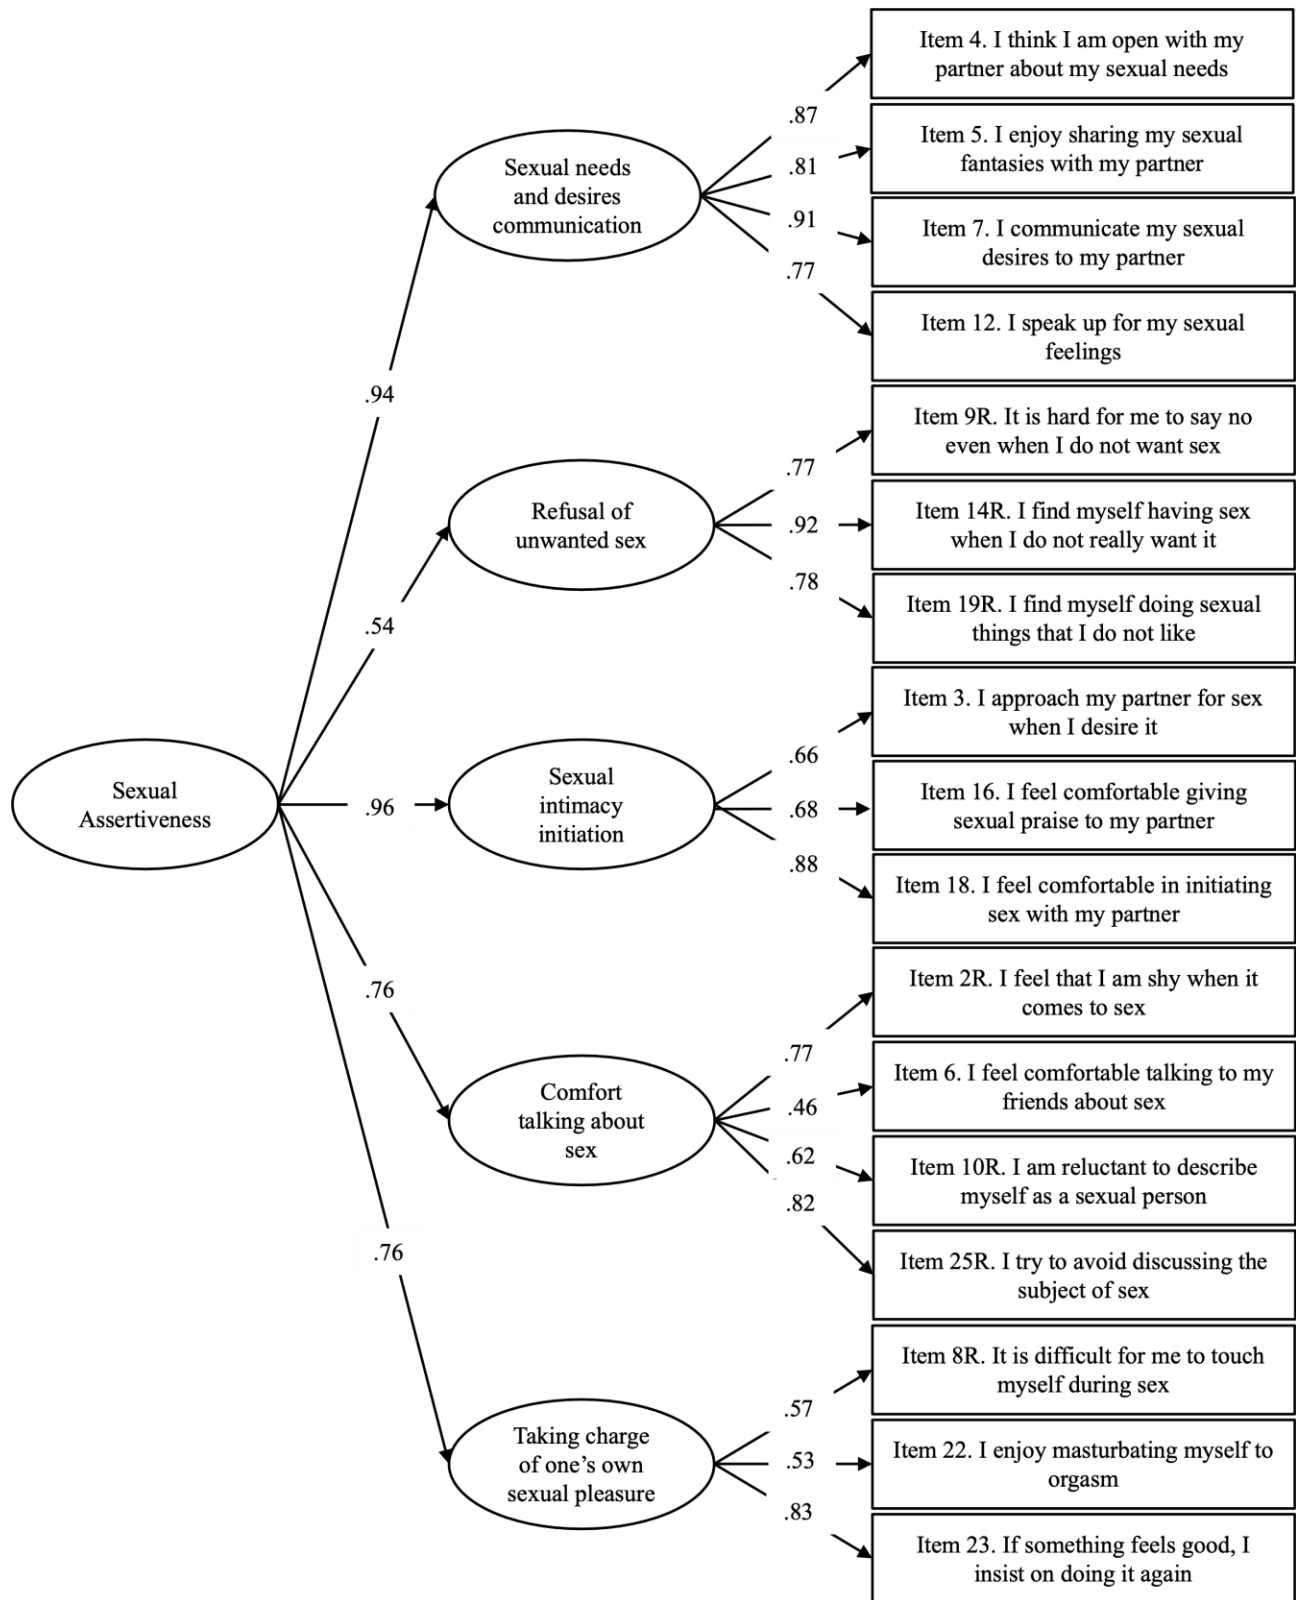 Item 4. I think I am open with my
partner about my sexual needs
.87
Item 5. I enjoy sharing my sexual
fantasies with my partner
Sexual needs
and desires
communication
.81
.91
Item 7. I communicate my sexual
desires to my partner
.77
Item 12. I speak up for my sexual
feelings
.94
Item 9R. It is hard for me to say no
even when I do not want sex
.77
Refusal of
unwanted sex
.92
Item 14R. I find myself having sex
when I do not really want it
.78
Item 19R. I find myself doing sexual
things that I do not like
.54
Item 3. I approach my partner for sex
when I desire it
.66
Sexual
Assertiveness
.96
Sexual
intimacy
initiation
.68
Item 16. I feel comfortable giving
sexual praise to my partner
.88
Item 18. I feel comfortable in initiating
sex with my partner
.76
Item 2R. I feel that I am shy when it
comes to sex
.77
Comfort
talking about
sex
.46
Item 6. I feel comfortable talking to my
friends about sex
.62
Item 10R. I am reluctant to describe
myself as a sexual person
.82
Item 25R. I try to avoid discussing the
subject of sex
.76
Item 8R. It is difficult for me to touch
myself during sex
.57
Taking charge
of one’s own
sexual pleasure
.53
Item 22. I enjoy masturbating myself to
orgasm
.83
Item 23. If something feels good, I
insist on doing it again